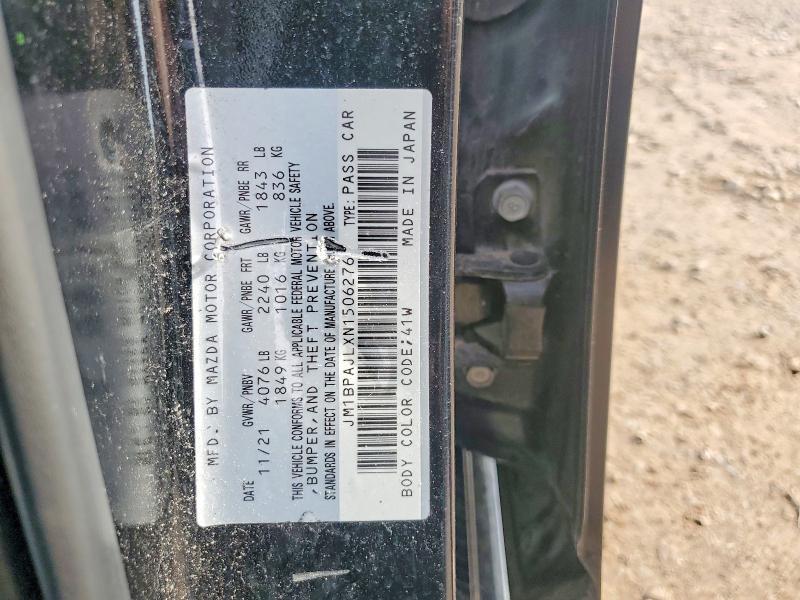 MFD. BY MAZDA MOTOR CORPORATION
DATE GVWR/PNBV GAWR/PNBE FRT GAWR/PNBE RR
11/21 4076 LB 2240 LB 1843 LB
1849 KG 1016 KG 836 KG
THIS VEHICLE CONFORMS TO ALL APPLICABLE FEDERAL MOTOR VEHICLE SAFETY
,BUMPER,AND THEFT PREVENTION
STANDARDS IN EFFECT ON THE DATE OF MANUFACTURE ABOVE.
JM1BPAJLXN1506276 TYPE: PASS CAR
BODY COLOR CODE;41W MADE IN JAPAN